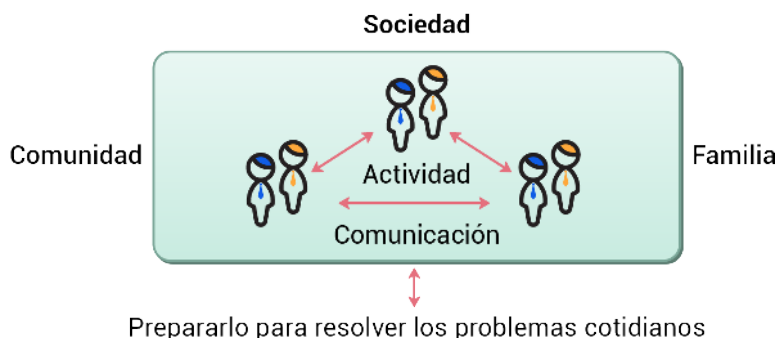 Sociedad
Comunidad
Familia
Actividad
Comunicación
Prepararlo para resolver los problemas cotidianos